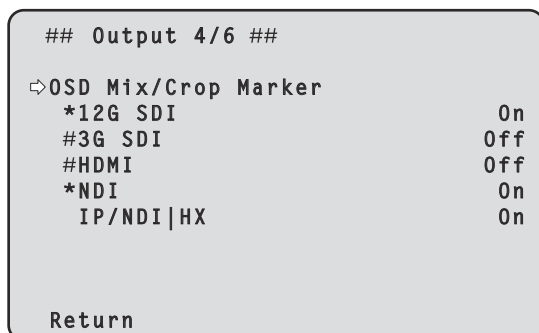 ## Output 4/6 ##
⇨OSD Mix/Crop Marker
*12G SDI On
#3G SDI Off
#HDMI Off
*NDI On
IP/NDI|HX On
Return